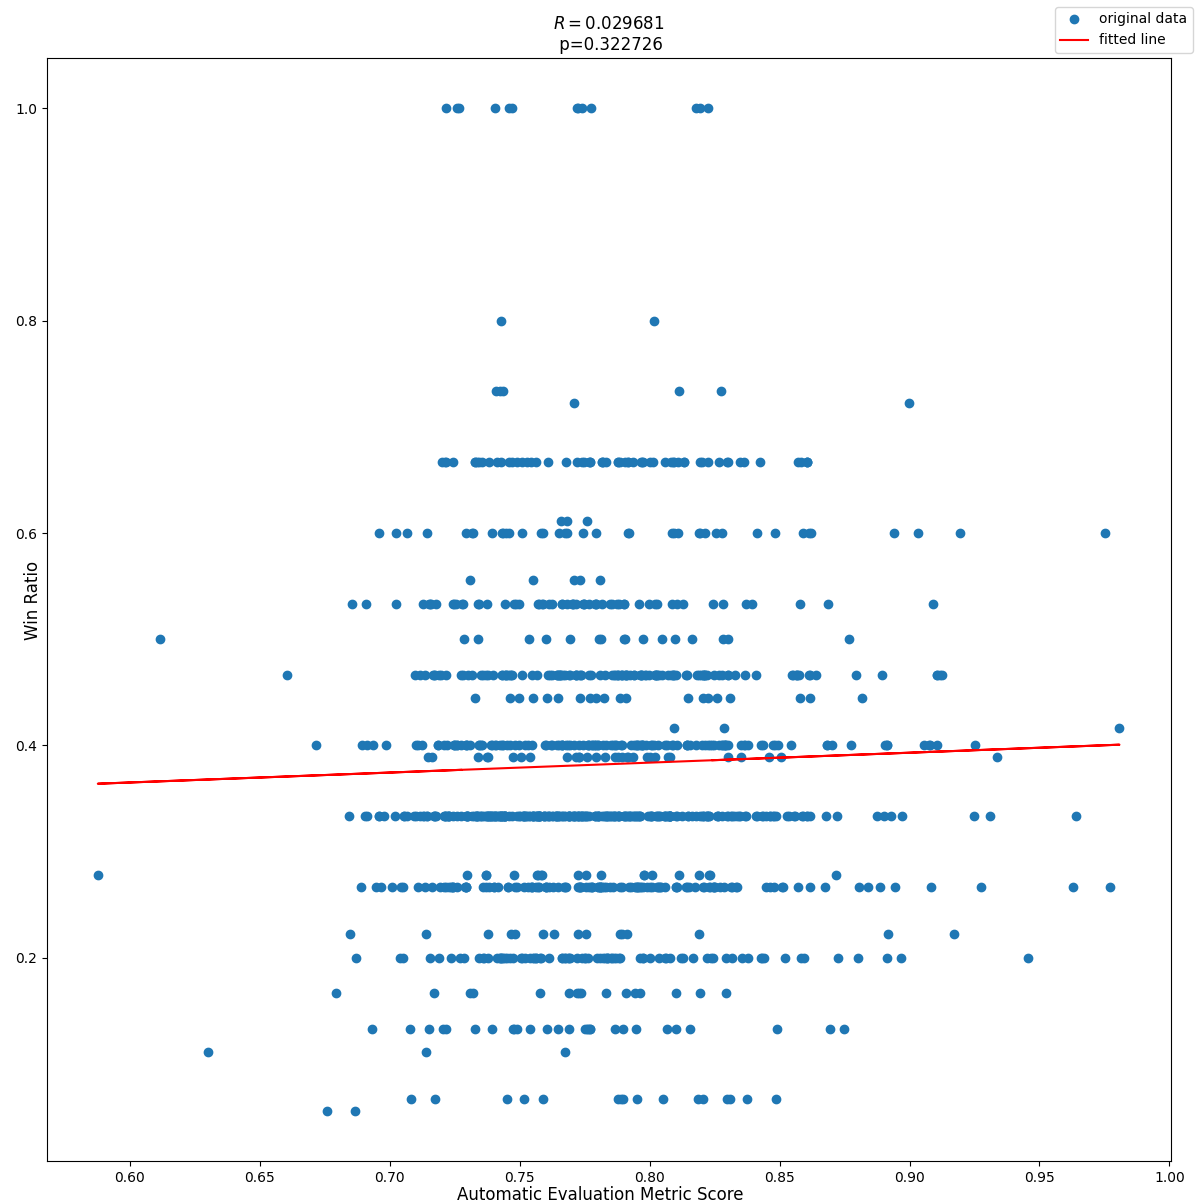 R = 0.029681
p=0.322726
original data
fitted line
1.0
0.8
0.6
0.4
0.2
Win Ratio
0.60 0.65 0.70 0.75 0.80 0.85 0.90 0.95 1.00
Automatic Evaluation Metric Score